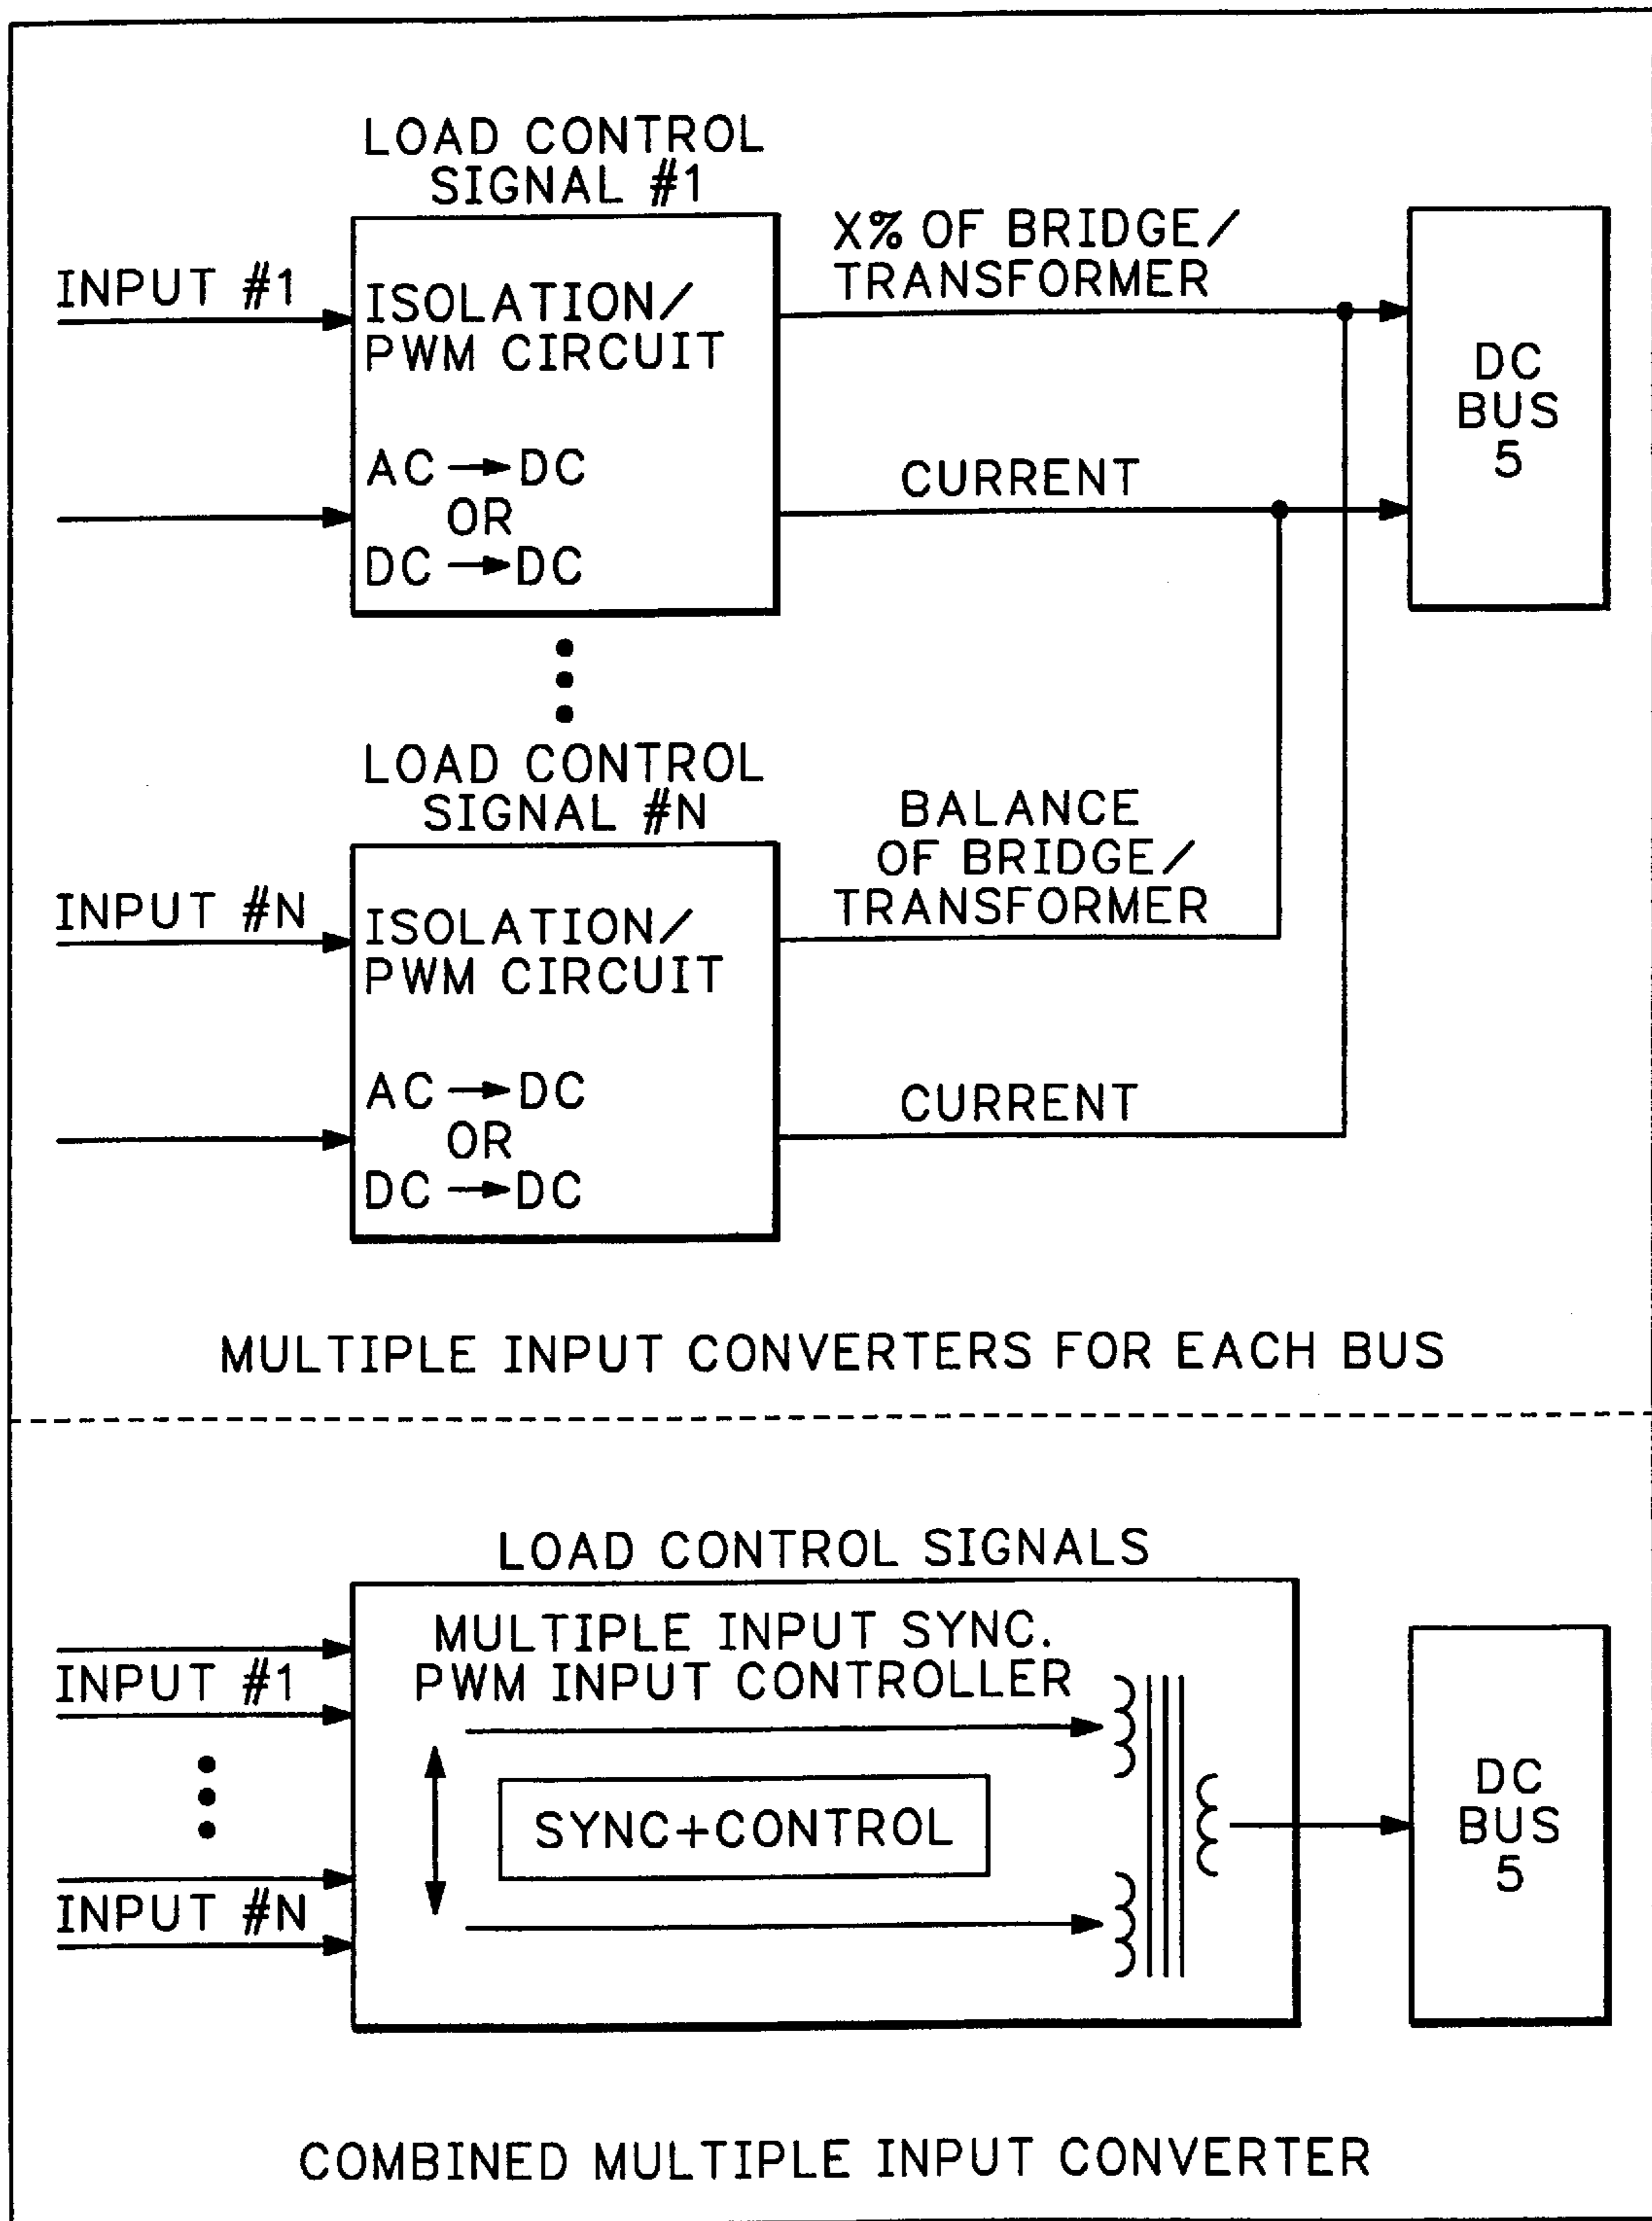 LOAD CONTROL
SIGNAL #1
INPUT #1
ISOLATION/
PWM CIRCUIT
AC → DC
OR
DC → DC
X% OF BRIDGE/
TRANSFORMER
CURRENT
DC
BUS
5
LOAD CONTROL
SIGNAL #N
INPUT #N
ISOLATION/
PWM CIRCUIT
AC → DC
OR
DC → DC
BALANCE
OF BRIDGE/
TRANSFORMER
CURRENT
MULTIPLE INPUT CONVERTERS FOR EACH BUS
LOAD CONTROL SIGNALS
INPUT #1
INPUT #N
MULTIPLE INPUT SYNC.
PWM INPUT CONTROLLER
SYNC+CONTROL
DC
BUS
5
COMBINED MULTIPLE INPUT CONVERTER